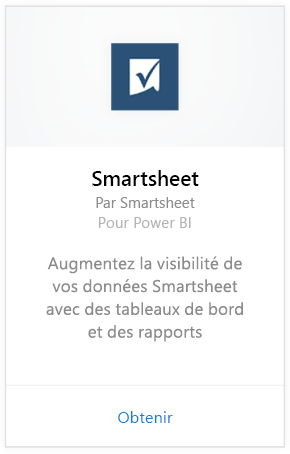 Smartsheet
Par Smartsheet
Pour Power BI
Augmentez la visibilité de
vos données Smartsheet
avec des tableaux de bord
et des rapports
Obtenir